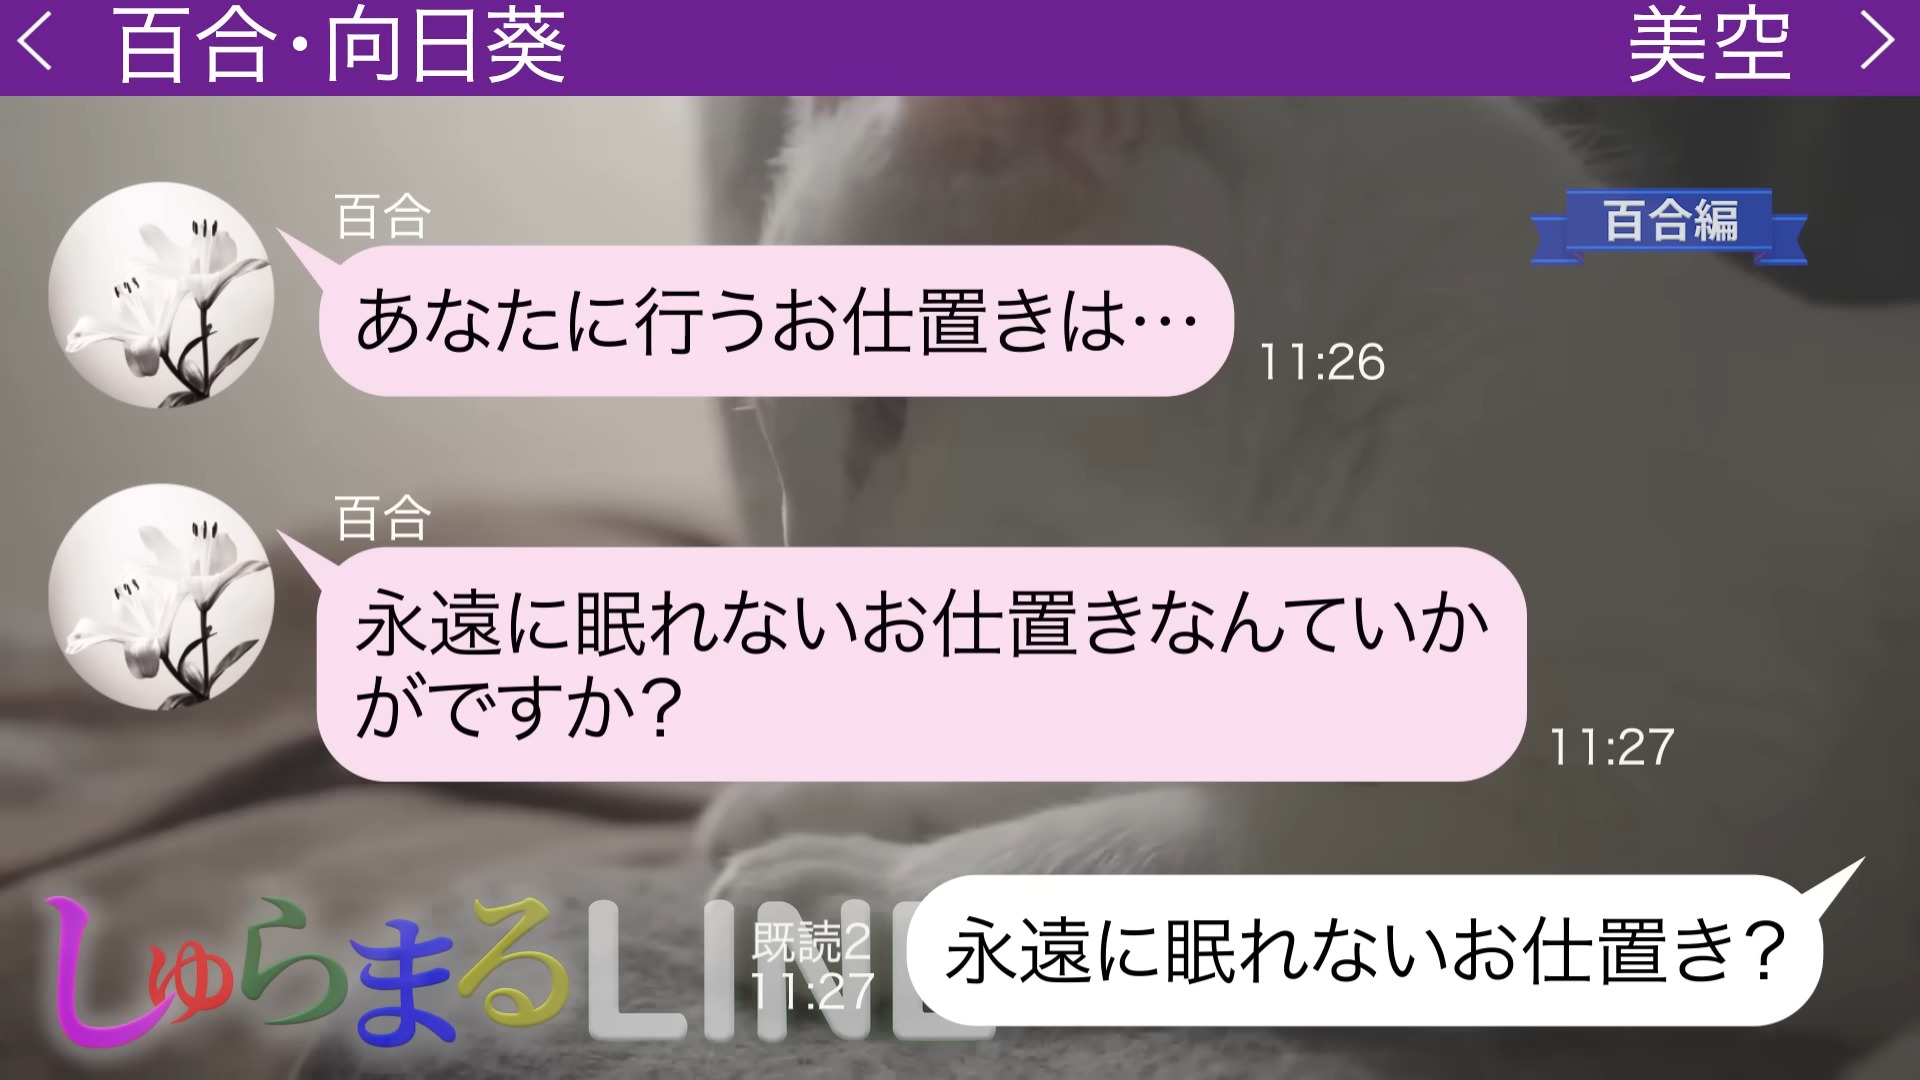 百合・向日葵
美空
百合編
百合
あなたに行うお仕置きは…
11:26
百合
永遠に眠れないお仕置きなんていか
がですか？
11:27
永遠に眠れないお仕置き？
既読2
11:27
しゅらまるLINE